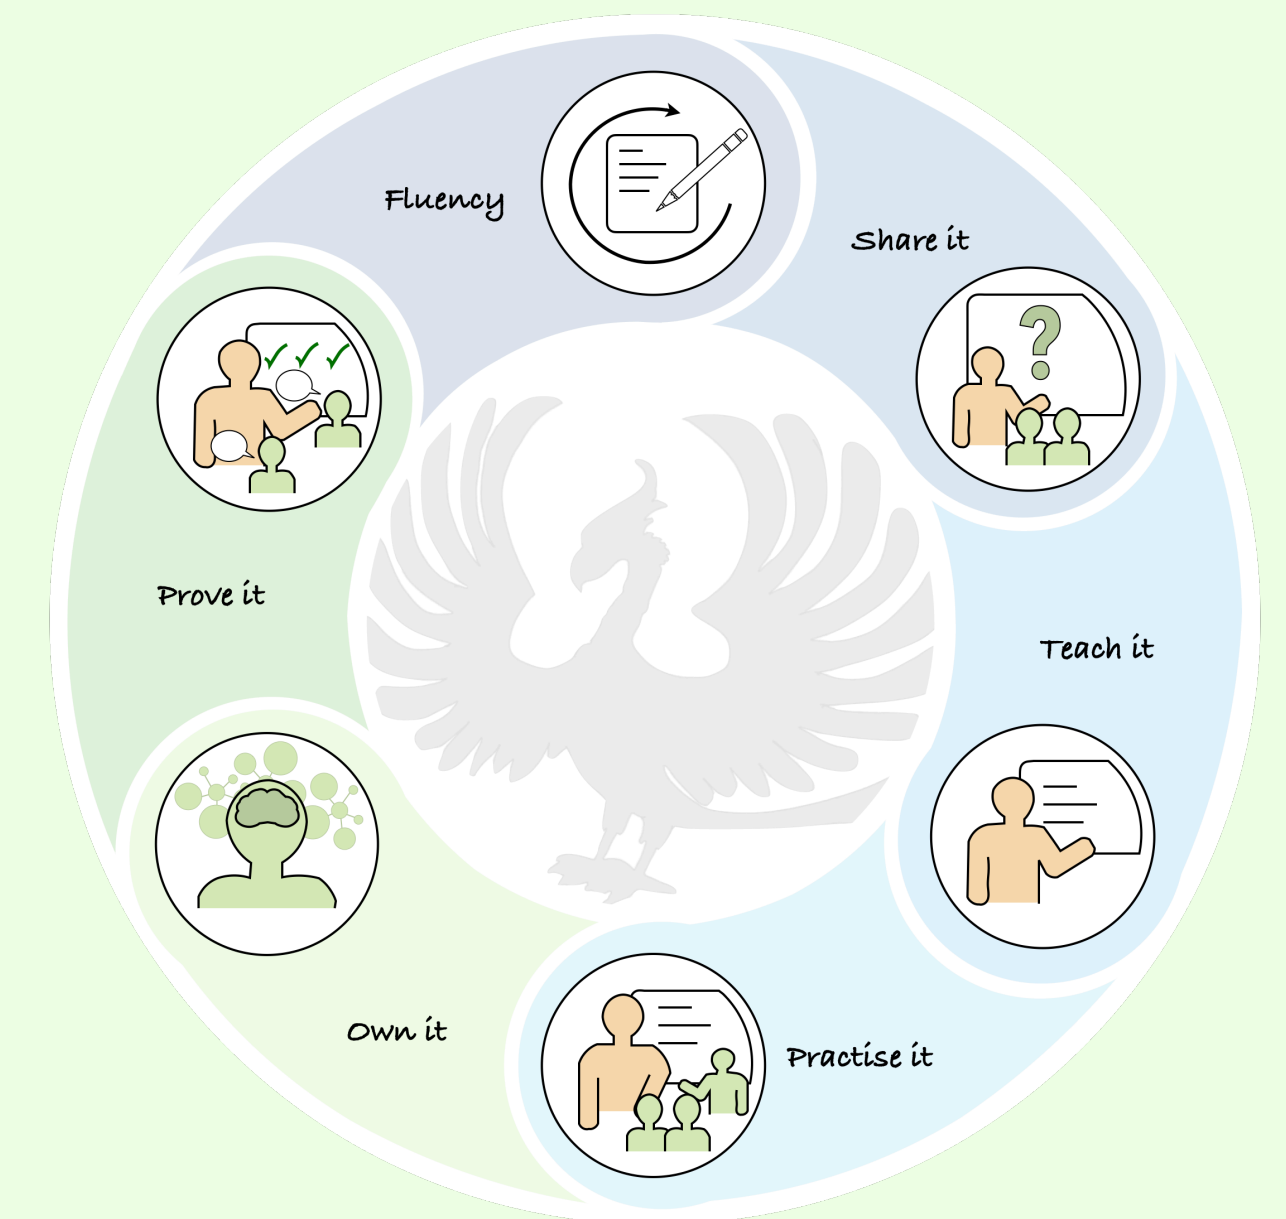 Fluency
Share it
Teach it
Practise it
Own it
Prove it
?